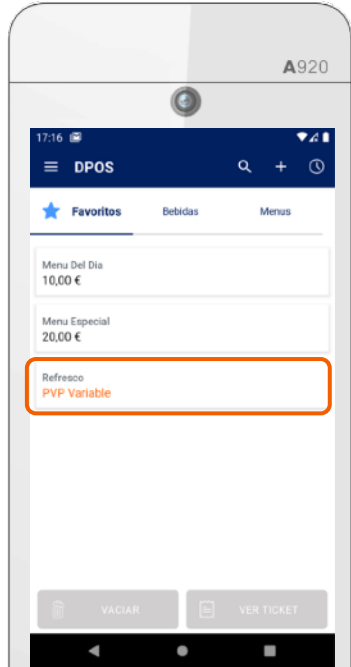 A920
17:16
DPOS
Favoritos Bebidas Menus
Menu Del Dia
10,00 €
Menu Especial
20,00 €
Refresco
PVP Variable
VACIAR VER TICKET